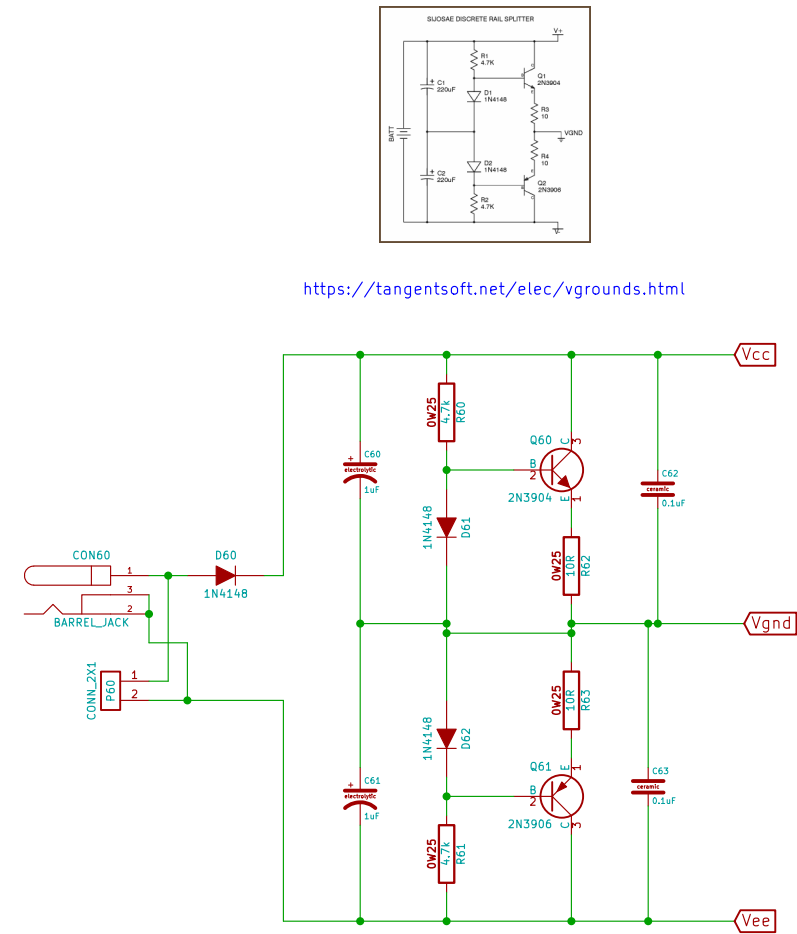 SIJOSAE DISCRETE RAIL SPLITTER
V+
R1
4.7K
C
B
E
Q1
2N3904
C1
220uF
D1
1N4148
R3
10
BATT
VGND
R4
10
D2
1N4148
C2
220uF
E
B
C
Q2
2N3906
R2
4.7K
V-
https://tangentsoft.net/elec/vgrounds.html
Vcc
0W25
4.7k
R60
Q60
C
3
B
2
2N3904
E
1
C60
electrolytic
1uF
C62
ceramic
0.1uF
1N4148
D61
CON60
1
3
2
BARREL_JACK
D60
1N4148
0W25
10R
R62
Vgnd
CONN_2X1
P60
1
2
0W25
10R
R63
1N4148
D62
Q61
E
1
B
2
2N3906
C
3
C61
electrolytic
1uF
C63
ceramic
0.1uF
0W25
4.7k
R61
Vee